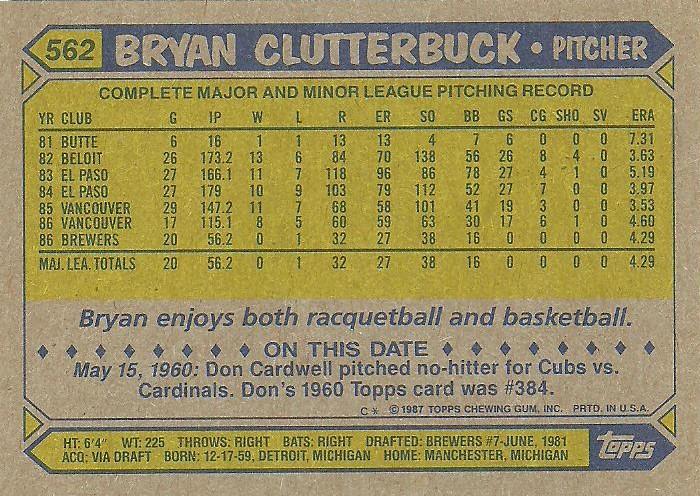 562 BRYAN CLUTTERBUCK • PITCHER
COMPLETE MAJOR AND MINOR LEAGUE PITCHING RECORD
YR CLUB G IP W L R ER SO BB GS CG SHO SV ERA
81 BUTTE 6 16 1 1 13 13 4 7 6 0 0 0 7.31
82 BELOIT 26 173.2 13 6 84 70 138 56 26 8 4 0 3.63
83 EL PASO 27 166.1 11 7 118 96 86 78 27 4 1 0 5.19
84 EL PASO 27 179 10 9 103 79 112 52 27 7 0 0 3.97
85 VANCOUVER 29 147.2 11 7 68 58 101 41 19 3 0 0 3.53
86 VANCOUVER 17 115.1 8 5 60 59 63 30 17 6 1 0 4.60
86 BREWERS 20 56.2 0 1 32 27 38 16 0 0 0 0 4.29
MAJ. LEA. TOTALS 20 56.2 0 1 32 27 38 16 0 0 0 0 4.29
Bryan enjoys both racquetball and basketball.
ON THIS DATE
May 15, 1960: Don Cardwell pitched no-hitter for Cubs vs.
Cardinals. Don's 1960 Topps card was #384.
C* © 1987 TOPPS CHEWING GUM, INC. PRTD. IN U.S.A.
HT: 6'4" WT: 225 THROWS: RIGHT BATS: RIGHT DRAFTED: BREWERS #7-JUNE, 1981
ACQ: VIA DRAFT BORN: 12-17-59, DETROIT, MICHIGAN HOME: MANCHESTER, MICHIGAN
TOPPS